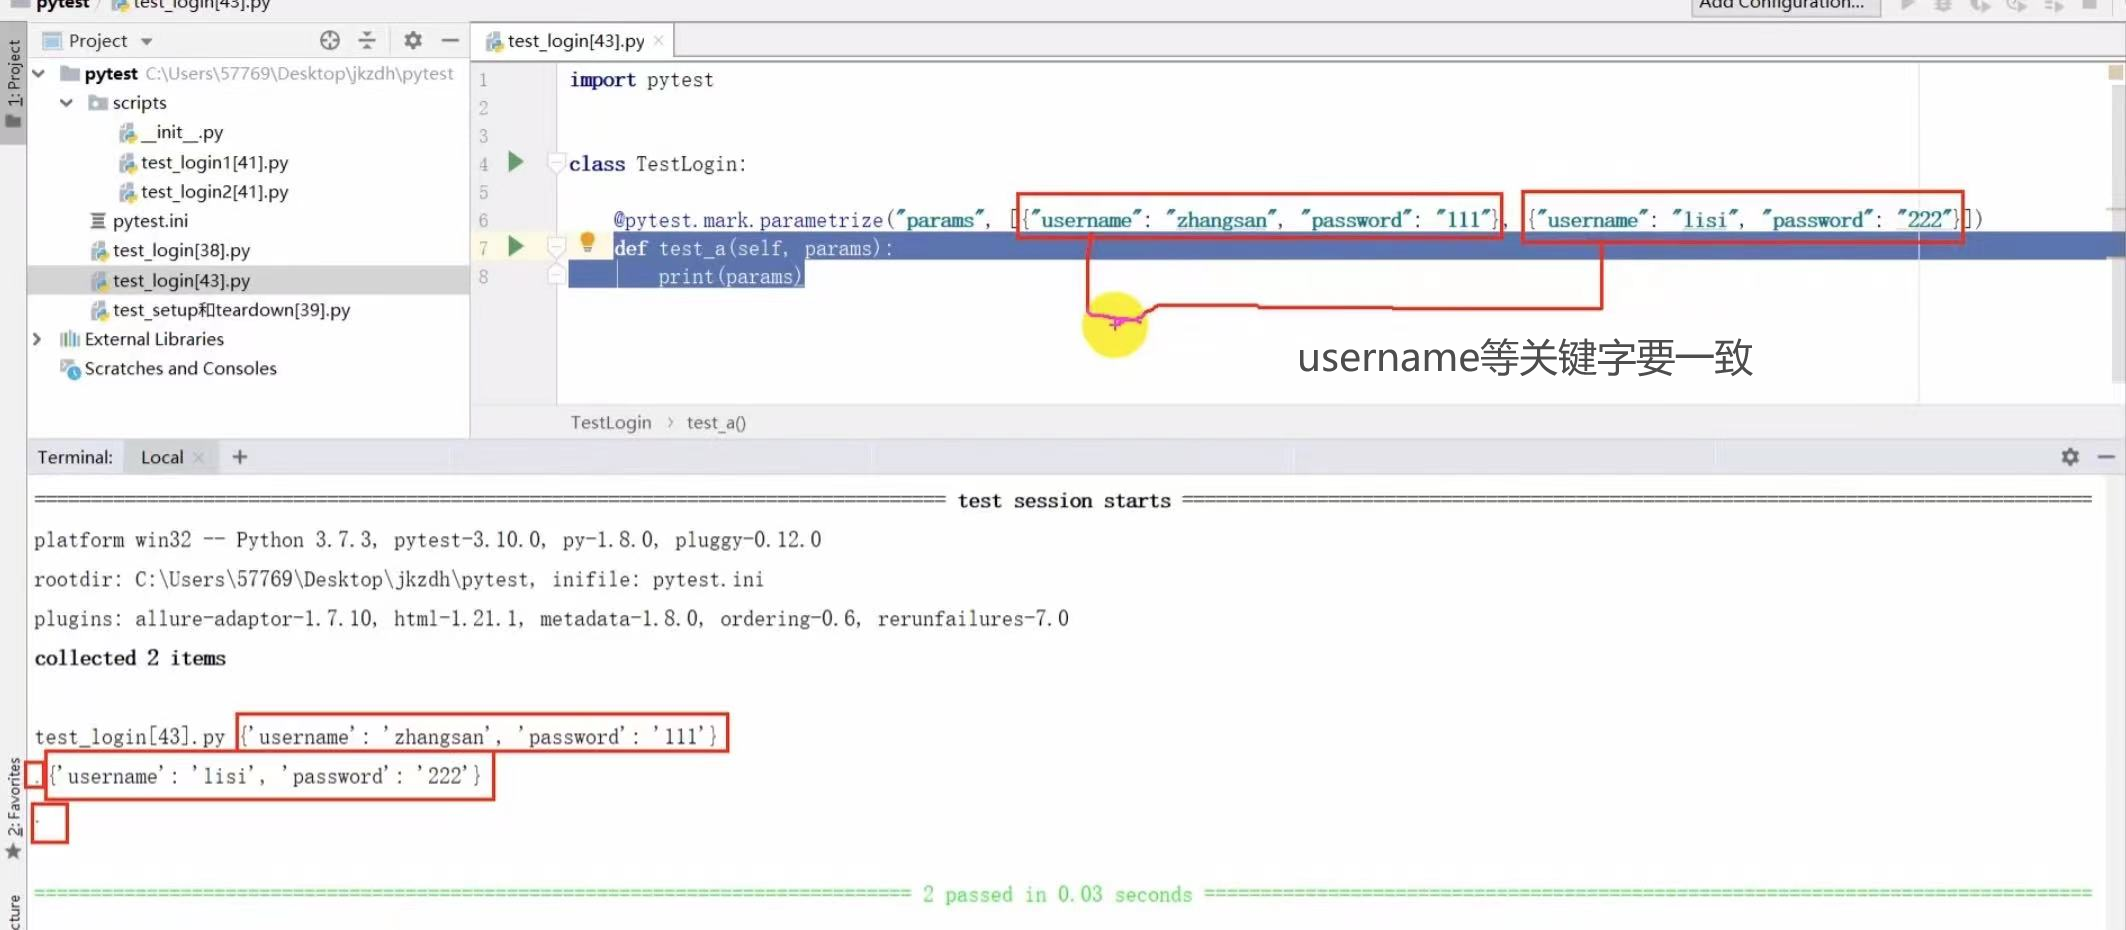 pytest test_login[43].py
Add Configuration...
1: Project
Project
pytest C:\Users\57769\Desktop\jkzdh\pytest
scripts
__init__.py
test_login1[41].py
test_login2[41].py
pytest.ini
test_login[38].py
test_login[43].py
test_setup和teardown[39].py
External Libraries
Scratches and Consoles
test_login[43].py
1 import pytest
2
3
4 class TestLogin:
5
6 @pytest.mark.parametrize("params", [{"username": "zhangsan", "password": "111"}, {"username": "lisi", "password": "222"}])
7 def test_a(self, params):
8 print(params)
username等关键字要一致
TestLogin > test_a()
Terminal: Local +
===== test session starts =====
platform win32 -- Python 3.7.3, pytest-3.10.0, py-1.8.0, pluggy-0.12.0
rootdir: C:\Users\57769\Desktop\jkzdh\pytest, inifile: pytest.ini
plugins: allure-adaptor-1.7.10, html-1.21.1, metadata-1.8.0, ordering-0.6, rerunfailures-7.0
collected 2 items
test_login[43].py {'username': 'zhangsan', 'password': '111'}
.{'username': 'lisi', 'password': '222'}
.
===== 2 passed in 0.03 seconds =====
2: Favorites